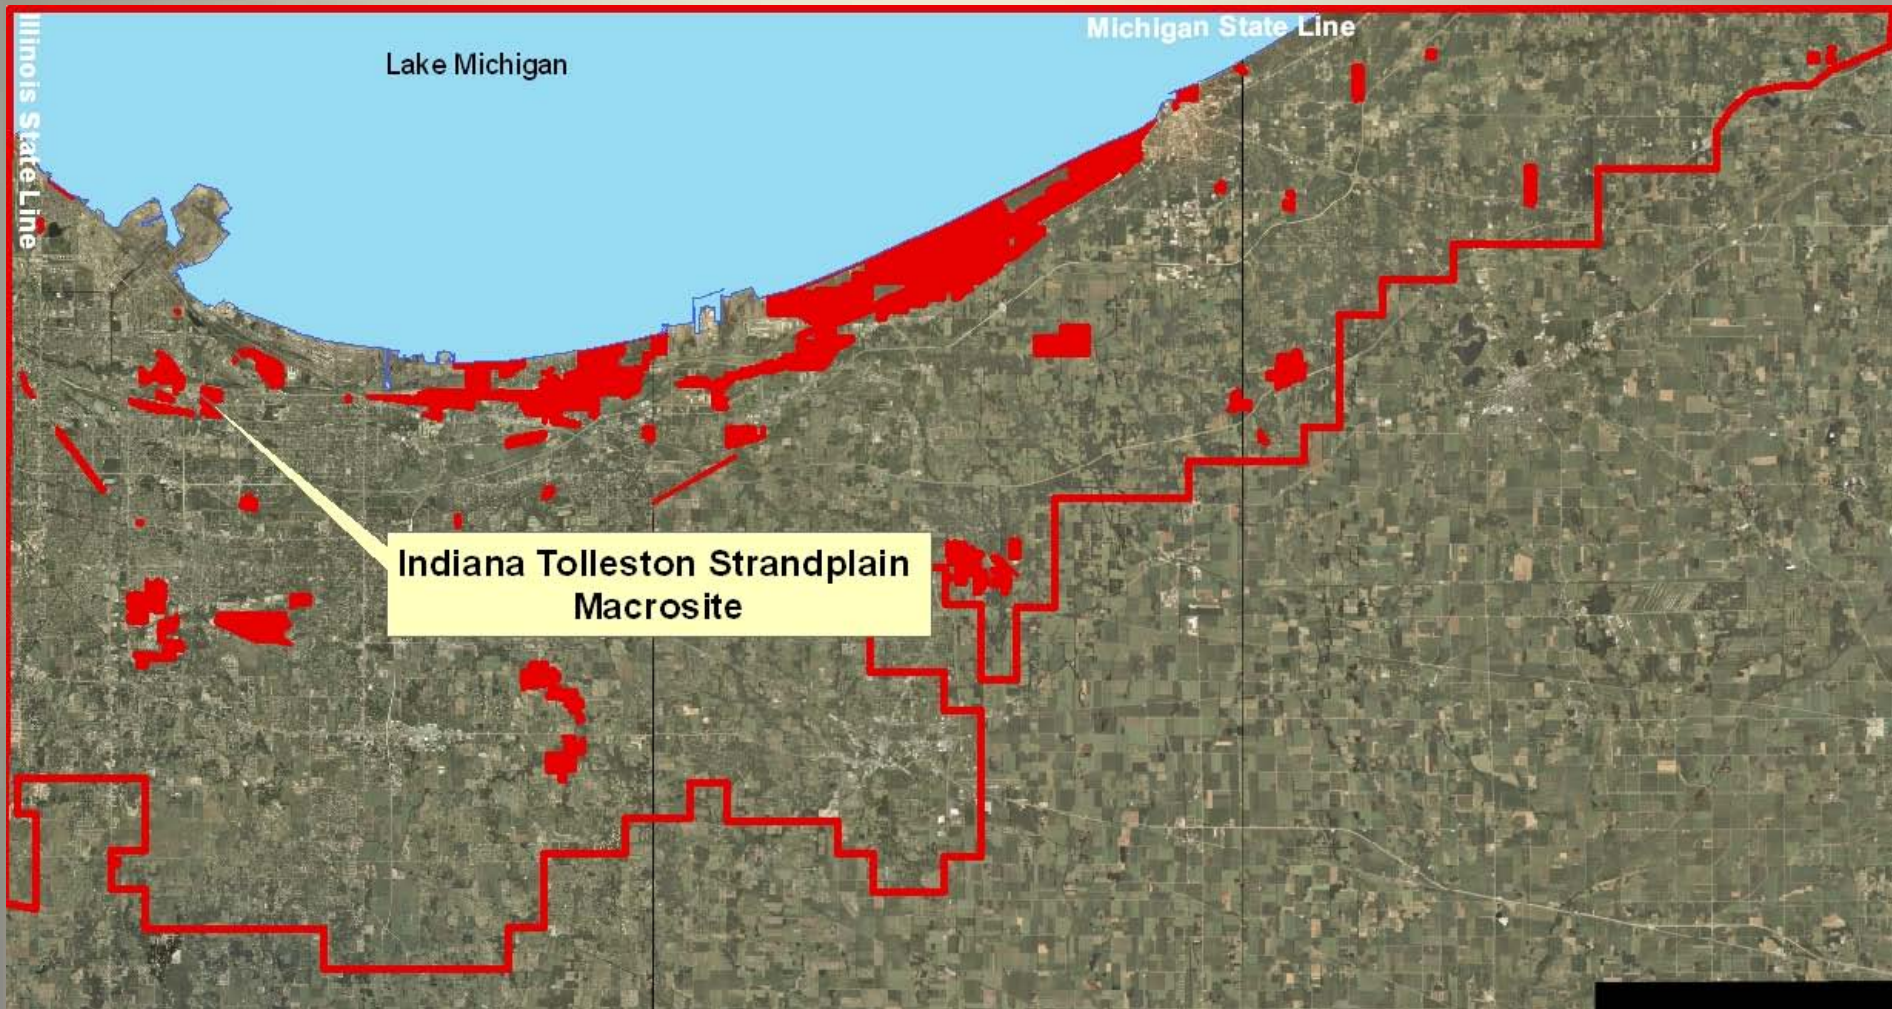 Michigan State Line
Illinois State Line
Lake Michigan
Indiana Tolleston Strandplain
Macrosite